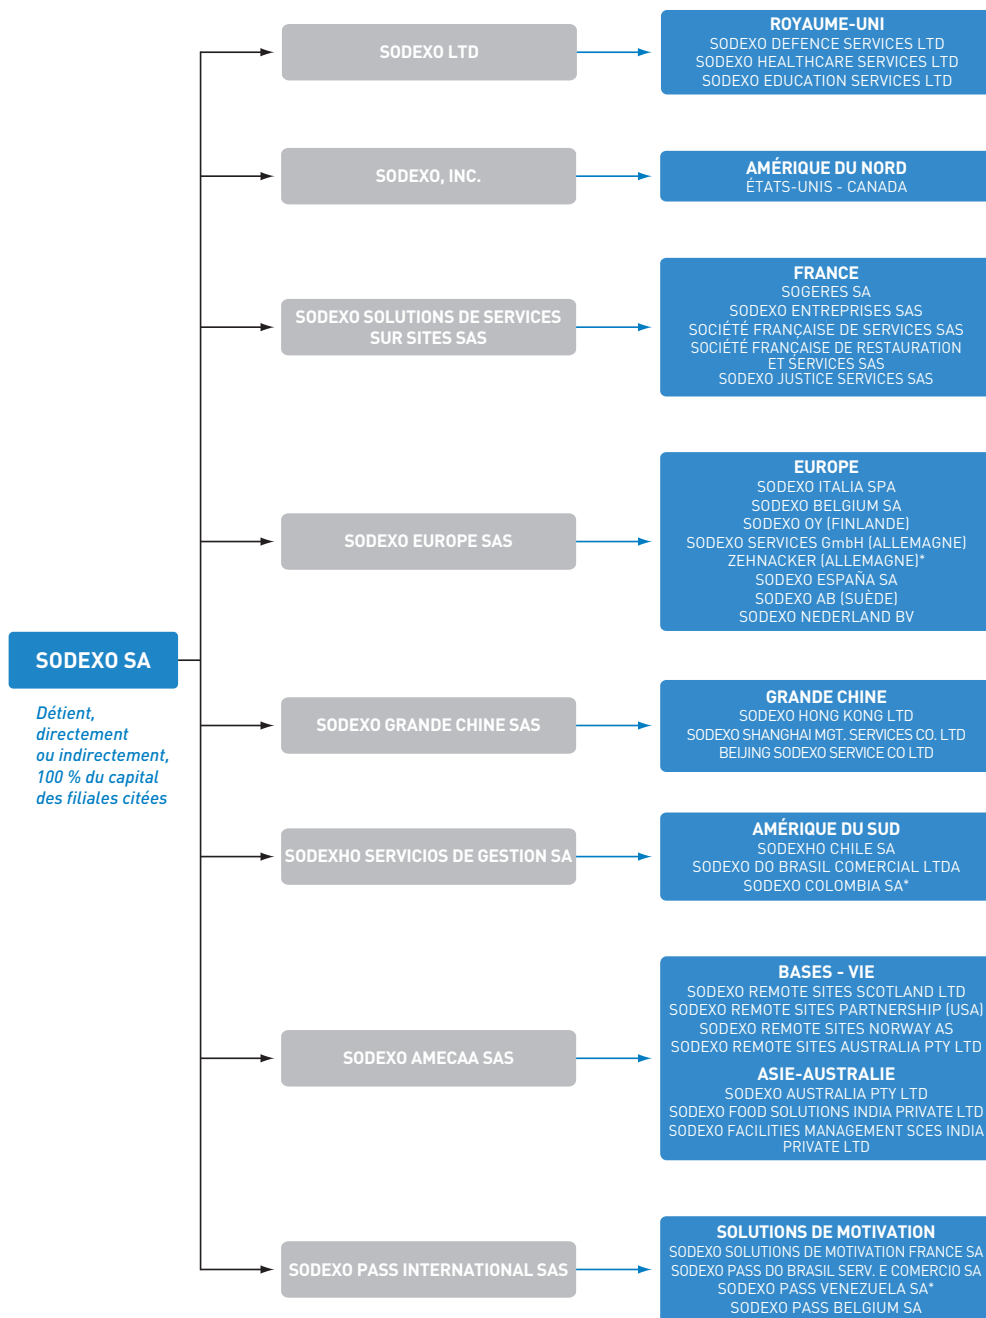 SODEXO SA
Détient,
directement
ou indirectement,
100 % du capital
des filiales citées
SODEXO LTD
ROYAUME-UNI
SODEXO DEFENCE SERVICES LTD
SODEXO HEALTHCARE SERVICES LTD
SODEXO EDUCATION SERVICES LTD
SODEXO, INC.
AMÉRIQUE DU NORD
ÉTATS-UNIS - CANADA
SODEXO SOLUTIONS DE SERVICES
SUR SITES SAS
FRANCE
SOGERES SA
SODEXO ENTREPRISES SAS
SOCIÉTÉ FRANÇAISE DE SERVICES SAS
SOCIÉTÉ FRANÇAISE DE RESTAURATION
ET SERVICES SAS
SODEXO JUSTICE SERVICES SAS
SODEXO EUROPE SAS
EUROPE
SODEXO ITALIA SPA
SODEXO BELGIUM SA
SODEXO OY (FINLANDE)
SODEXO SERVICES GmbH (ALLEMAGNE)
ZEHNACKER (ALLEMAGNE)*
SODEXO ESPAÑA SA
SODEXO AB (SUÈDE)
SODEXO NEDERLAND BV
SODEXO GRANDE CHINE SAS
GRANDE CHINE
SODEXO HONG KONG LTD
SODEXO SHANGHAI MGT. SERVICES CO. LTD
BEIJING SODEXO SERVICE CO LTD
SODEXHO SERVICIOS DE GESTION SA
AMÉRIQUE DU SUD
SODEXHO CHILE SA
SODEXO DO BRASIL COMERCIAL LTDA
SODEXO COLOMBIA SA*
SODEXO AMECAA SAS
BASES - VIE
SODEXO REMOTE SITES SCOTLAND LTD
SODEXO REMOTE SITES PARTNERSHIP (USA)
SODEXO REMOTE SITES NORWAY AS
SODEXO REMOTE SITES AUSTRALIA PTY LTD
ASIE-AUSTRALIE
SODEXO AUSTRALIA PTY LTD
SODEXO FOOD SOLUTIONS INDIA PRIVATE LTD
SODEXO FACILITIES MANAGEMENT SCES INDIA
PRIVATE LTD
SODEXO PASS INTERNATIONAL SAS
SOLUTIONS DE MOTIVATION
SODEXO SOLUTIONS DE MOTIVATION FRANCE SA
SODEXO PASS DO BRASIL SERV. E COMERCIO SA
SODEXO PASS VENEZUELA SA*
SODEXO PASS BELGIUM SA